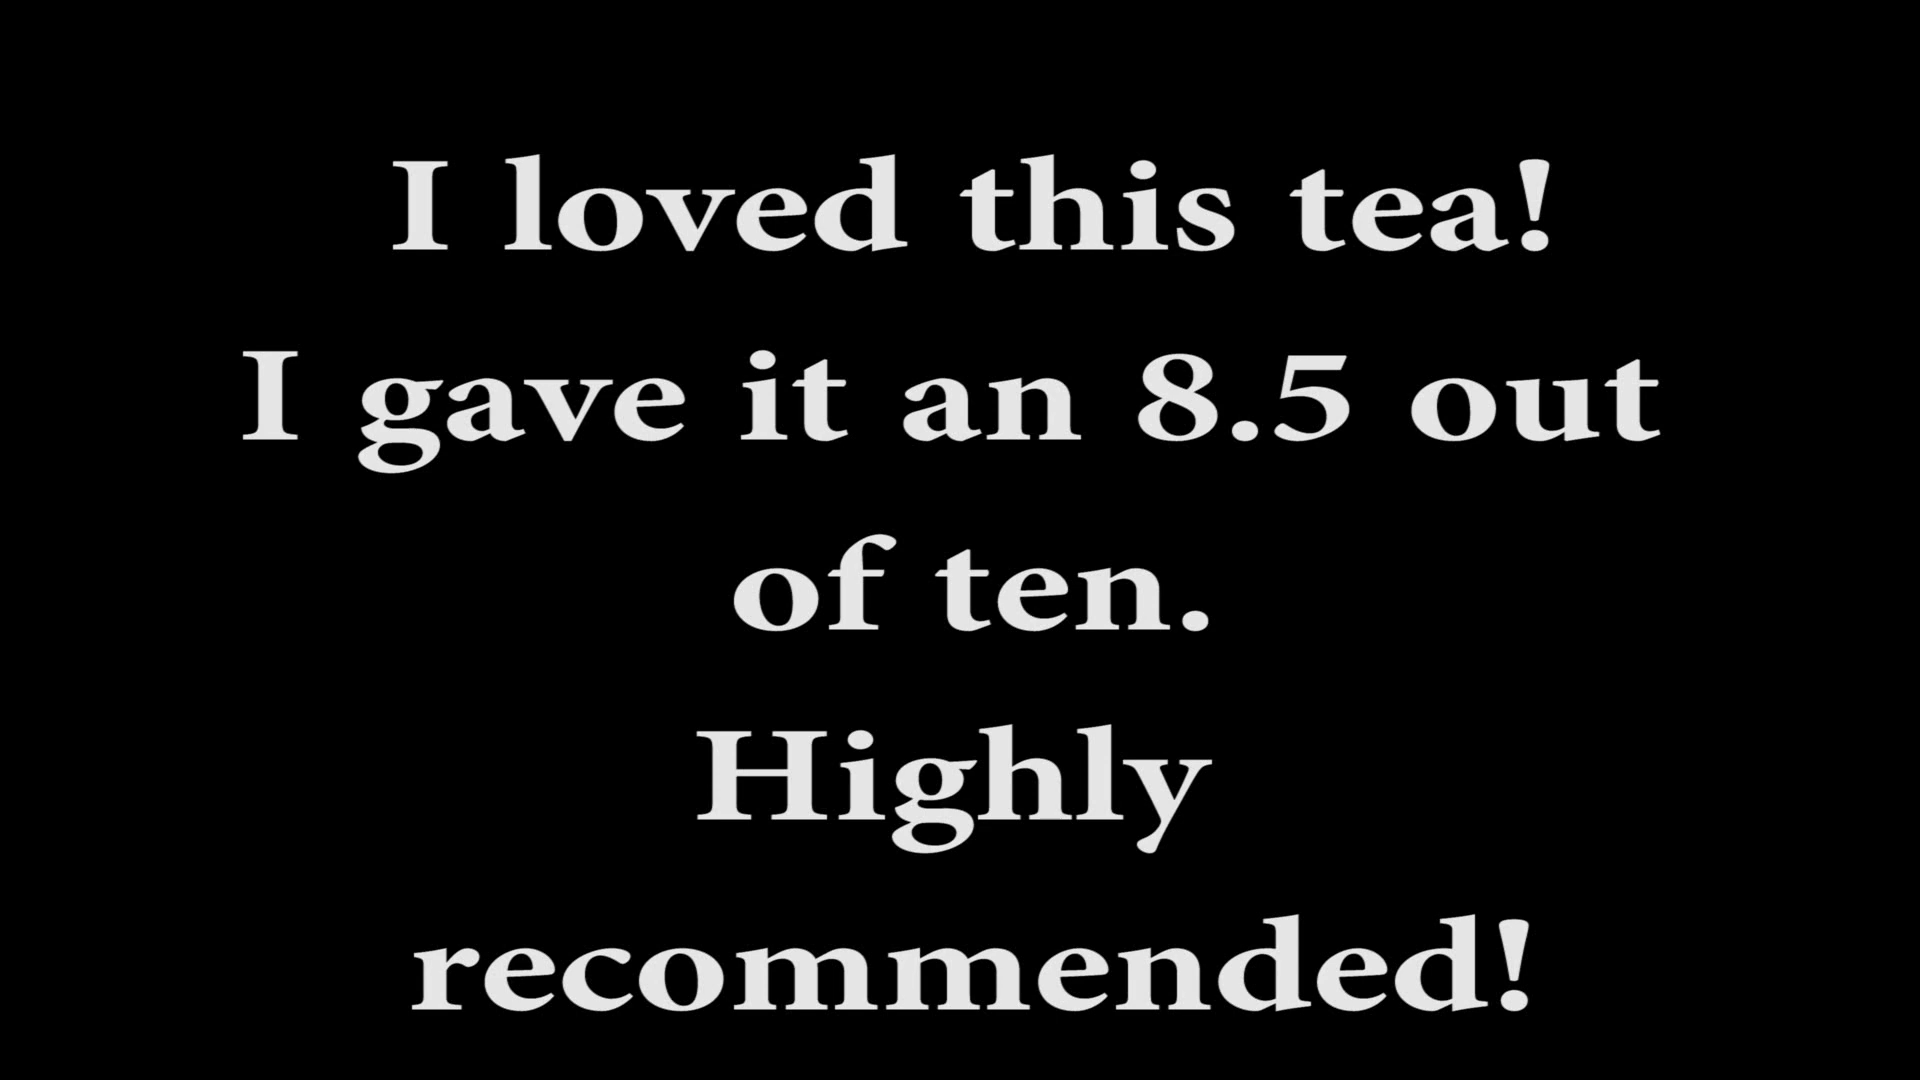 I loved this tea!
I gave it an 8.5 out
of ten.
Highly
recommended!